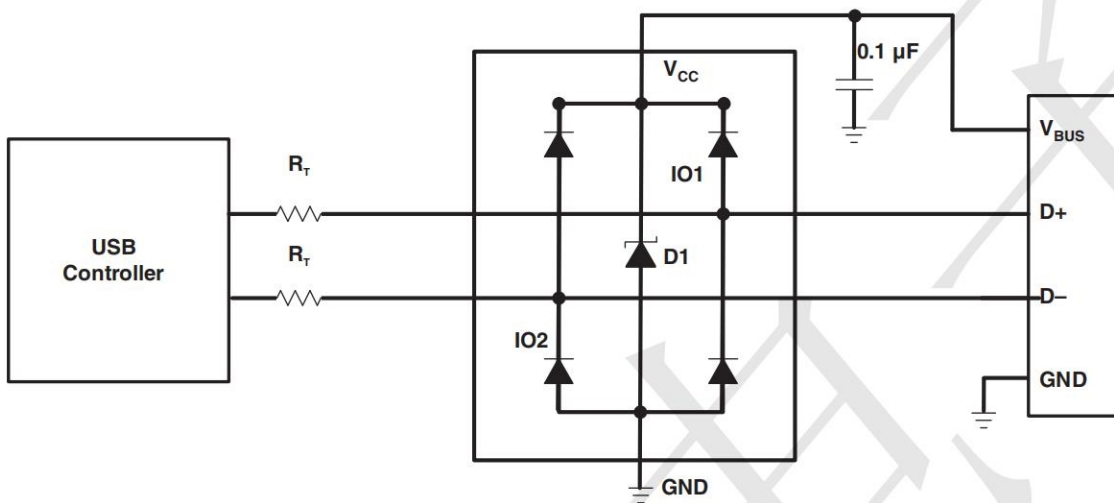 0.1 μF
V_CC
V_BUS
R_T
IO1
D+
USB
Controller
R_T
D1
D–
IO2
GND
GND